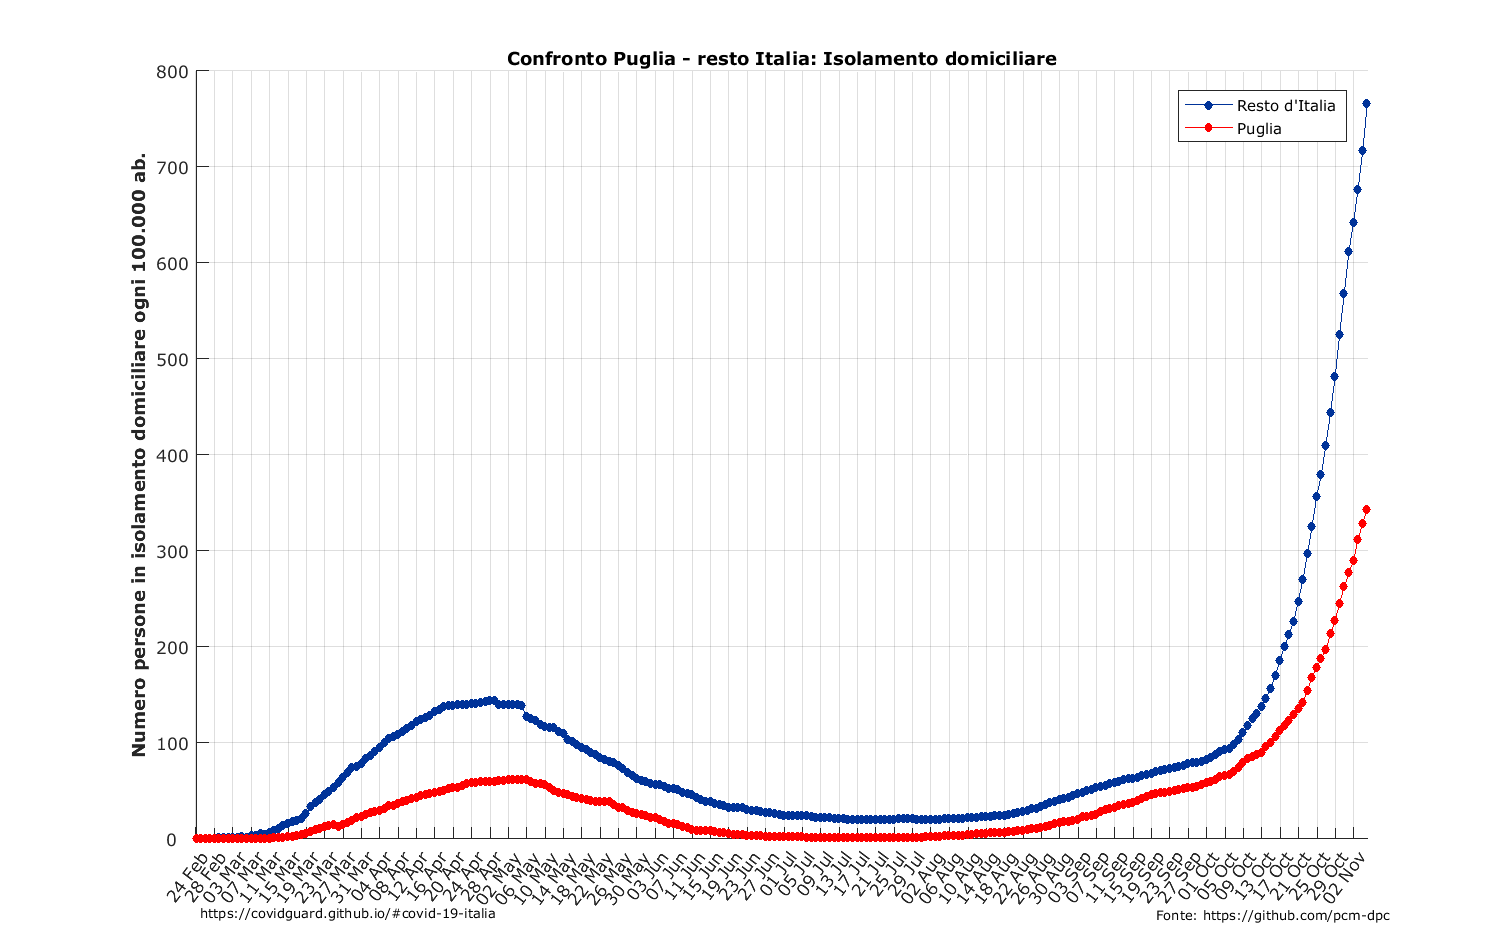 Confronto Puglia - resto Italia: Isolamento domiciliare
Numero persone in isolamento domiciliare ogni 100.000 ab.
800
700
600
500
400
300
200
100
0
Resto d'Italia
Puglia
24 Feb
28 Feb
03 Mar
07 Mar
11 Mar
15 Mar
19 Mar
23 Mar
27 Mar
31 Mar
04 Apr
08 Apr
12 Apr
16 Apr
20 Apr
24 Apr
28 Apr
02 May
06 May
10 May
14 May
18 May
22 May
26 May
30 May
03 Jun
07 Jun
11 Jun
15 Jun
19 Jun
23 Jun
27 Jun
01 Jul
05 Jul
09 Jul
13 Jul
17 Jul
21 Jul
25 Jul
29 Jul
02 Aug
06 Aug
10 Aug
14 Aug
18 Aug
22 Aug
26 Aug
30 Aug
03 Sep
07 Sep
11 Sep
15 Sep
19 Sep
23 Sep
27 Sep
01 Oct
05 Oct
09 Oct
13 Oct
17 Oct
21 Oct
25 Oct
29 Oct
02 Nov
https://covidguard.github.io/#covid-19-italia
Fonte: https://github.com/pcm-dpc